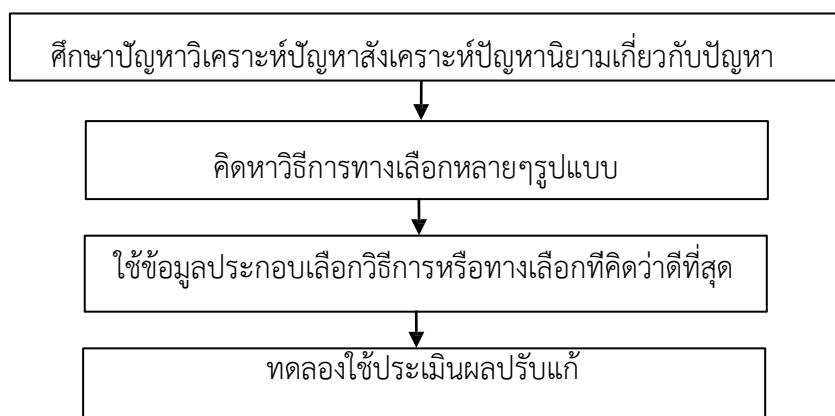 ศึกษาปัญหาวิเคราะห์ปัญหาสังเคราะห์ปัญหานิยามเกี่ยวกับปัญหา
คิดหาวิธีการทางเลือกหลายๆรูปแบบ
ใช้ข้อมูลประกอบเลือกวิธีการหรือทางเลือกที่คิดว่าดีที่สุด
ทดลองใช้ประเมินผลปรับแก้